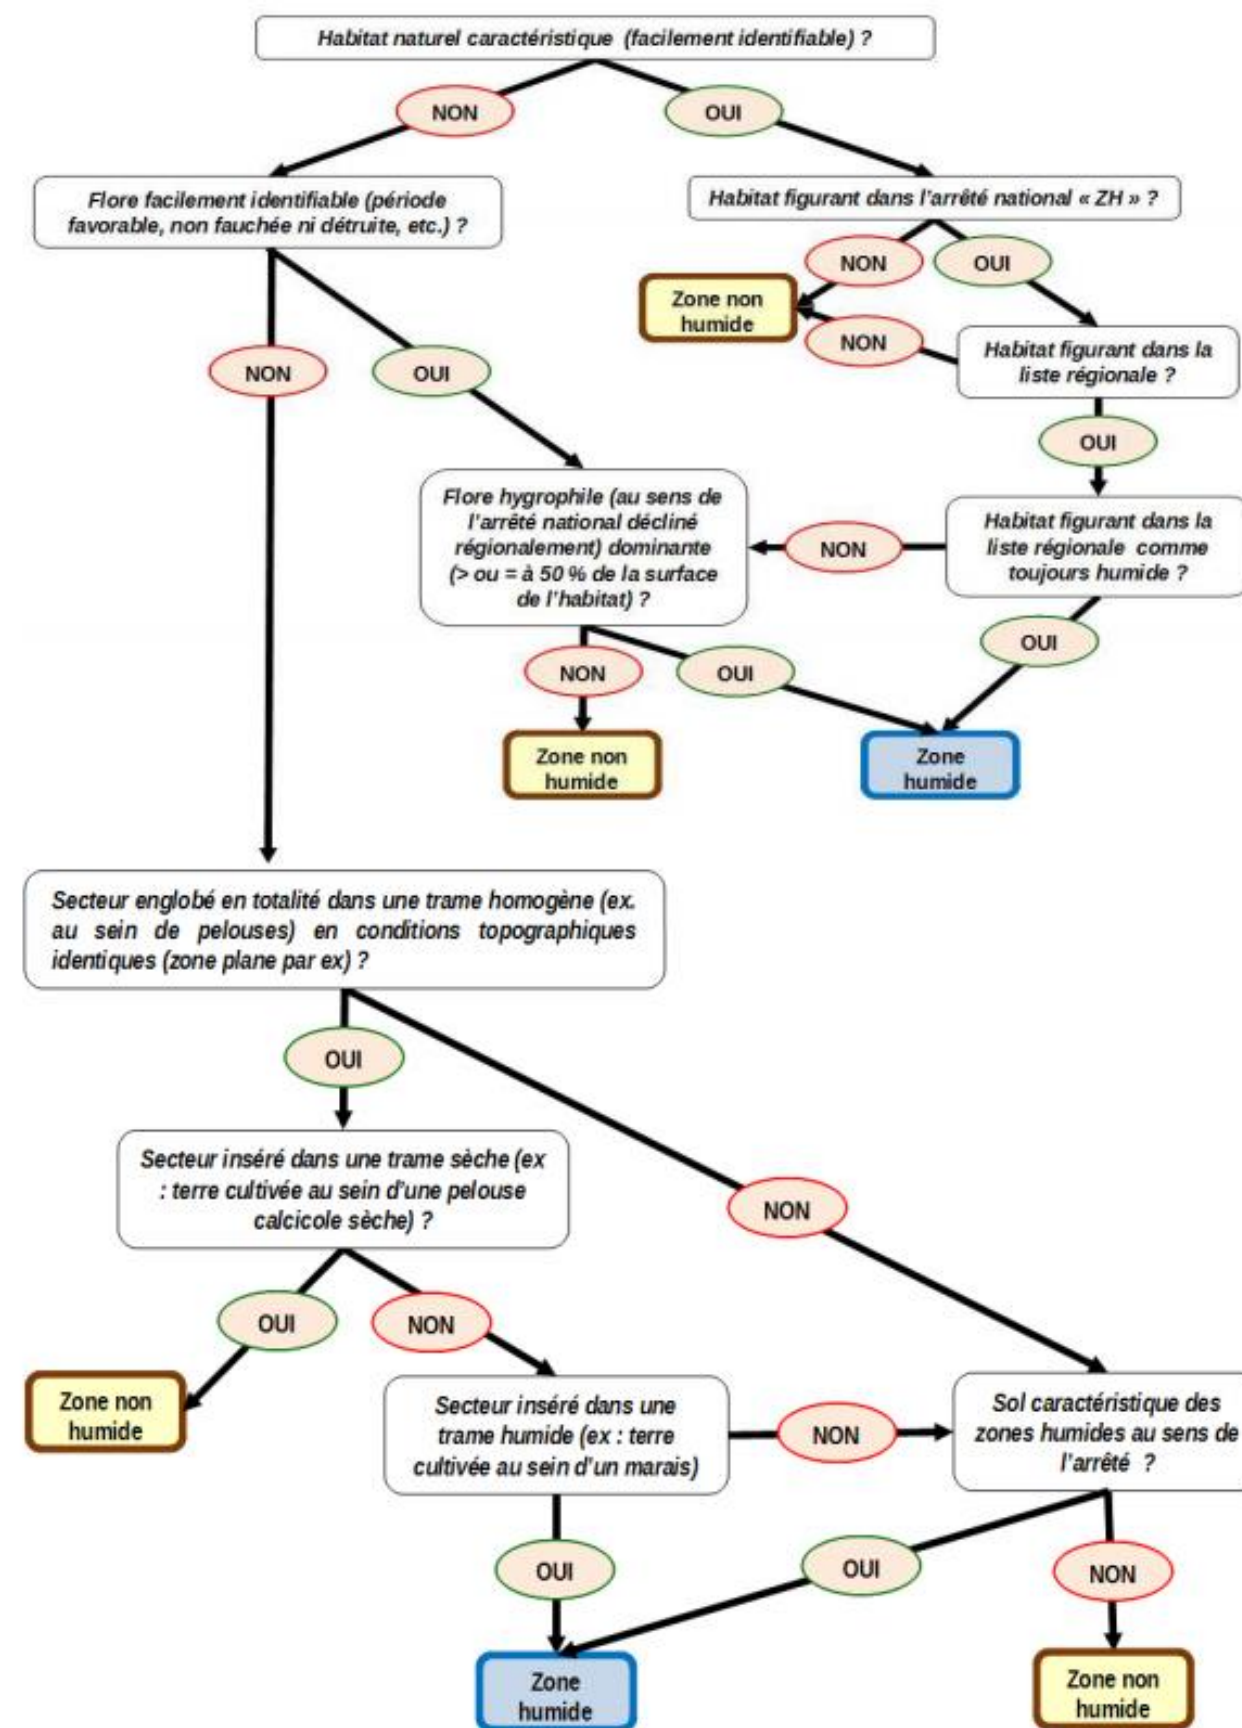 Habitat naturel caractéristique (facilement identifiable) ?
NON
OUI
Flore facilement identifiable (période
favorable, non fauchée ni détruite, etc.) ?
Habitat figurant dans l'arrêté national « ZH » ?
NON
OUI
Zone non
humide
NON
Habitat figurant dans la
liste régionale ?
NON
OUI
OUI
Flore hygrophile (au sens de
l'arrêté national décliné
régionalement) dominante
(> ou = à 50 % de la surface
de l'habitat) ?
NON
Habitat figurant dans la
liste régionale comme
toujours humide ?
OUI
NON
OUI
Zone non
humide
Zone
humide
Secteur englobé en totalité dans une trame homogène (ex.
au sein de pelouses) en conditions topographiques
identiques (zone plane par ex) ?
OUI
Secteur inséré dans une trame sèche (ex
: terre cultivée au sein d'une pelouse
calcicole sèche) ?
NON
OUI
NON
Zone non
humide
Secteur inséré dans une
trame humide (ex : terre
cultivée au sein d'un marais)
NON
Sol caractéristique des
zones humides au sens de
l'arrêté ?
OUI
OUI
NON
Zone
humide
Zone non
humide